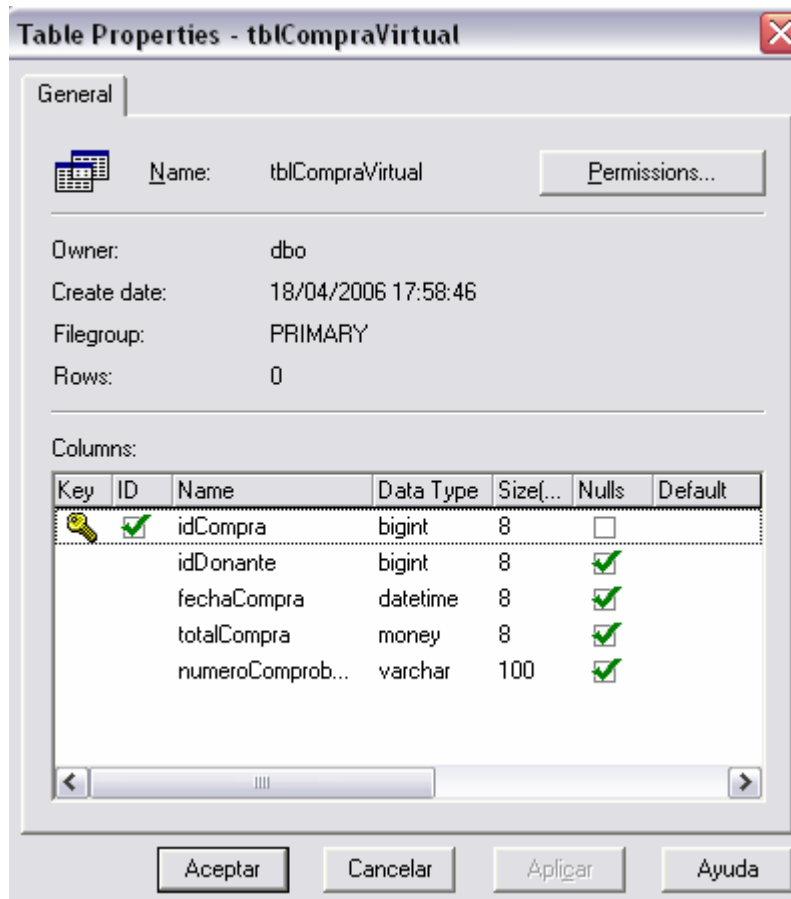 Table Properties - tblCompraVirtual
General
Name: tblCompraVirtual Permissions...
Owner: dbo
Create date: 18/04/2006 17:58:46
Filegroup: PRIMARY
Rows: 0
Columns:
Key ID Name Data Type Size(... Nulls Default
idCompra bigint 8
idDonante bigint 8
fechaCompra datetime 8
totalCompra money 8
numeroComprob... varchar 100
Aceptar Cancelar Aplicar Ayuda